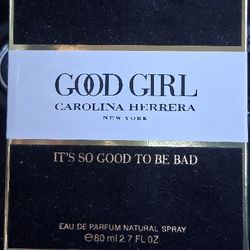 GOOD GIRL
CAROLINA HERRERA
NEW YORK
IT'S SO GOOD TO BE BAD
EAU DE PARFUM NATURAL SPRAY
℮80 ml 2.7 FL OZ